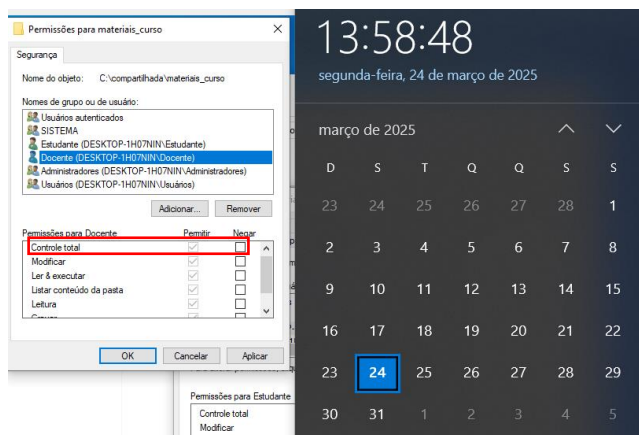 Permissões para materiais_curso
Segurança
Nome do objeto: C:\compartilhada\materiais_curso
Nomes de grupo ou de usuário:
Usuários autenticados
SISTEMA
Estudante (DESKTOP-1H07NIN\Estudante)
Docente (DESKTOP-1H07NIN\Docente)
Administradores (DESKTOP-1H07NIN\Administradores)
Usuários (DESKTOP-1H07NIN\Usuários)
Adicionar... Remover
Permissões para Docente Permitir Negar
Controle total
Modificar
Ler & executar
Listar conteúdo da pasta
Leitura
OK Cancelar Aplicar
Permissões para Estudante
Controle total
Modificar
13:58:48
segunda-feira, 24 de março de 2025
março de 2025
D S T Q Q S S
23 24 25 26 27 28 1
2 3 4 5 6 7 8
9 10 11 12 13 14 15
16 17 18 19 20 21 22
23 24 25 26 27 28 29
30 31 1 2 3 4 5